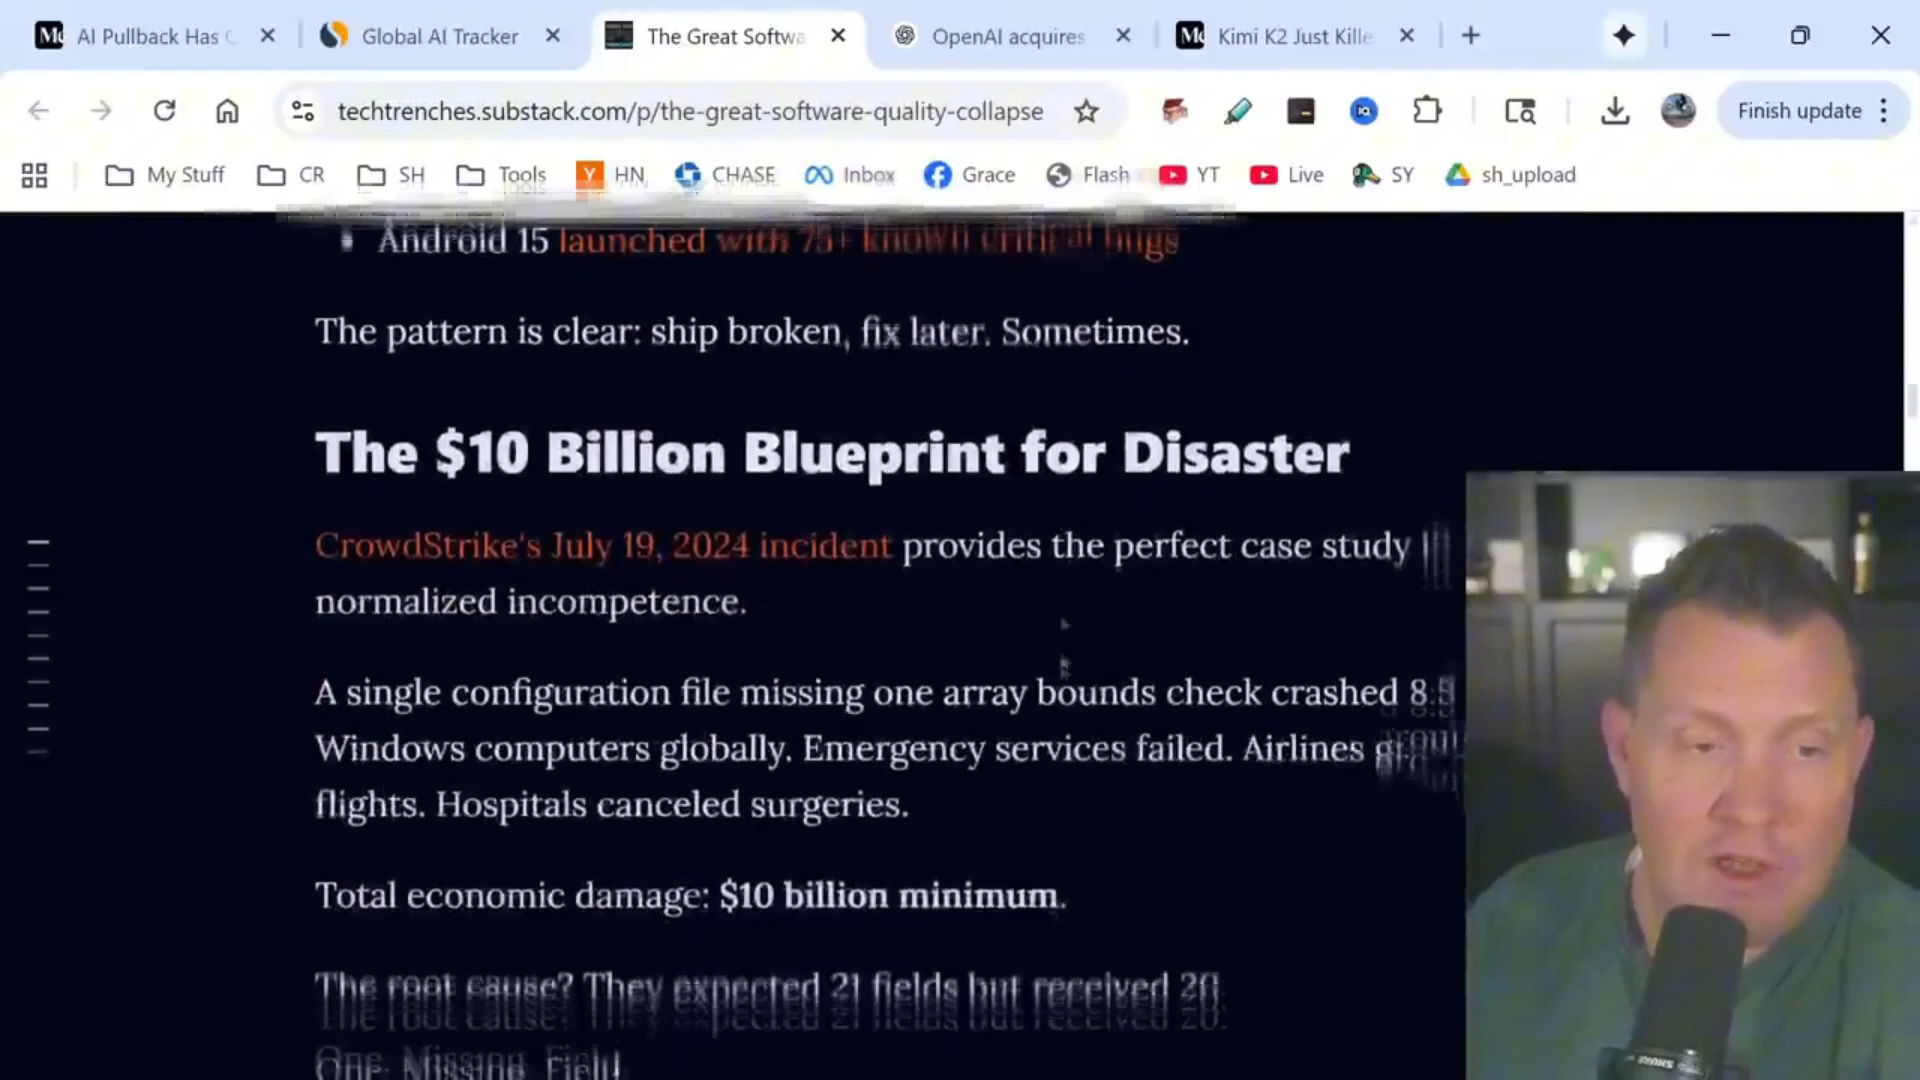 AI Pullback Has
Global AI Tracker
The Great Softwa
OpenAI acquires
Kimi K2 Just Kille
techtrenches.substack.com/p/the-great-software-quality-collapse
Finish update
My Stuff
CR
SH
Tools
HN
CHASE
Inbox
Grace
Flash
YT
Live
SY
sh_upload
• Android 15 launched with 75+ known critical bugs
The pattern is clear: ship broken, fix later. Sometimes.
The $10 Billion Blueprint for Disaster
CrowdStrike's July 19, 2024 incident provides the perfect case study
normalized incompetence.
A single configuration file missing one array bounds check crashed 8.5
Windows computers globally. Emergency services failed. Airlines
flights. Hospitals canceled surgeries.
Total economic damage: $10 billion minimum.
The root cause? They expected 21 fields but received 20.
One. Missing. Field.